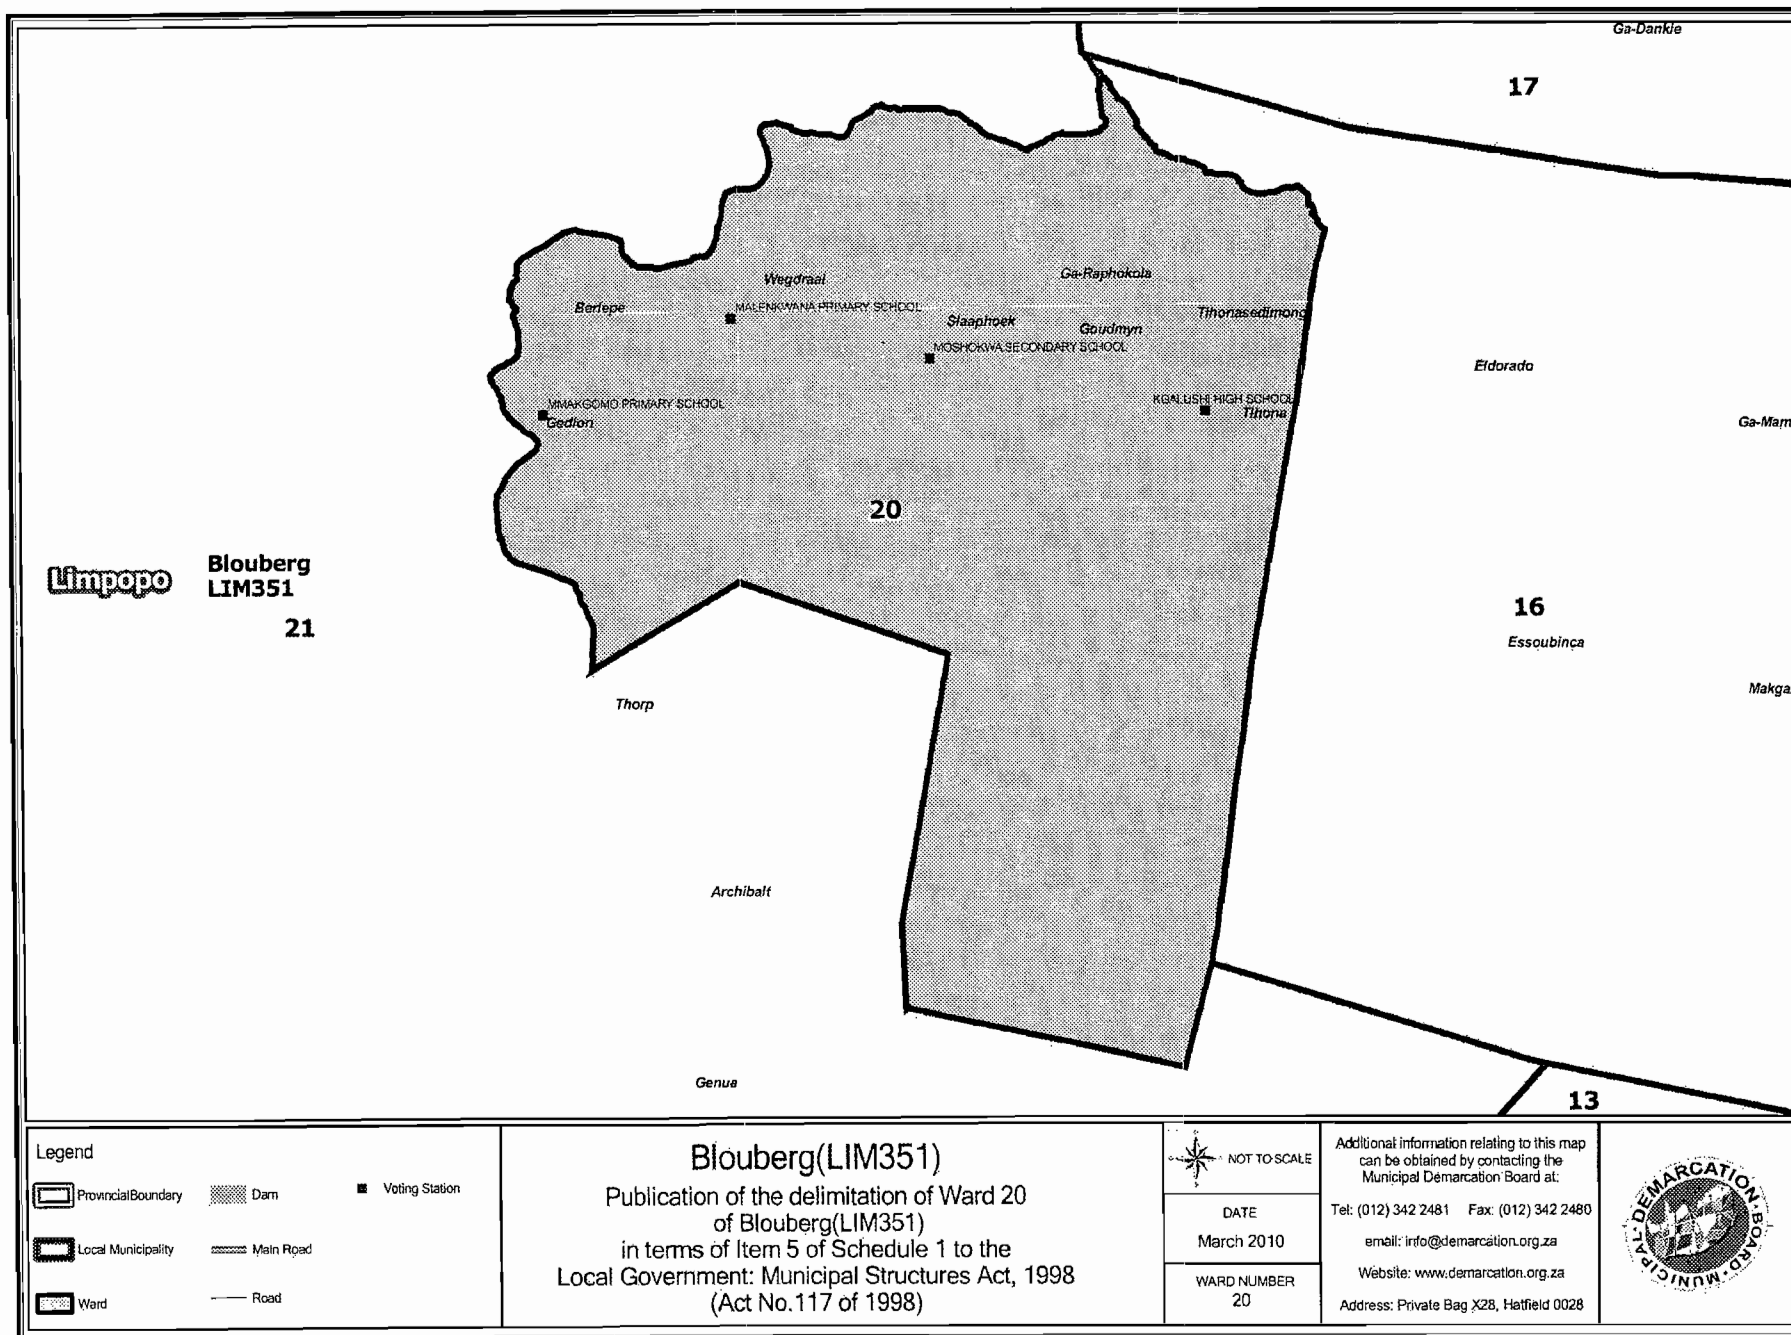 Ga-Dankie
17
Wegdraal
Ga-Raphokola
Berfepe
MALENKWANA PRIMARY SCHOOL
Slaaphoek
Goudmyn
Tlhonasedimong
MOSHOKWA SECONDARY SCHOOL
Eldorado
MMAKGOMO PRIMARY SCHOOL
Gedion
KGALUSHI HIGH SCHOOL
Tlhona
Ga-Mam
20
Limpopo
Blouberg
LIM351
21
16
Essoubinca
Makga
Thorp
Archibalt
Genua
13
Legend
Provincial Boundary
Dam
Voting Station
Local Municipality
Main Road
Ward
Road
Blouberg(LIM351)
Publication of the delimitation of Ward 20
of Blouberg(LIM351)
in terms of Item 5 of Schedule 1 to the
Local Government: Municipal Structures Act, 1998
(Act No.117 of 1998)
NOT TO SCALE
DATE
March 2010
WARD NUMBER
20
Additional information relating to this map
can be obtained by contacting the
Municipal Demarcation Board at:
Tel: (012) 342 2481 Fax: (012) 342 2480
email: info@demarcation.org.za
Website: www.demarcation.org.za
Address: Private Bag X28, Hatfield 0028
MUNICIPAL DEMARCATION BOARD